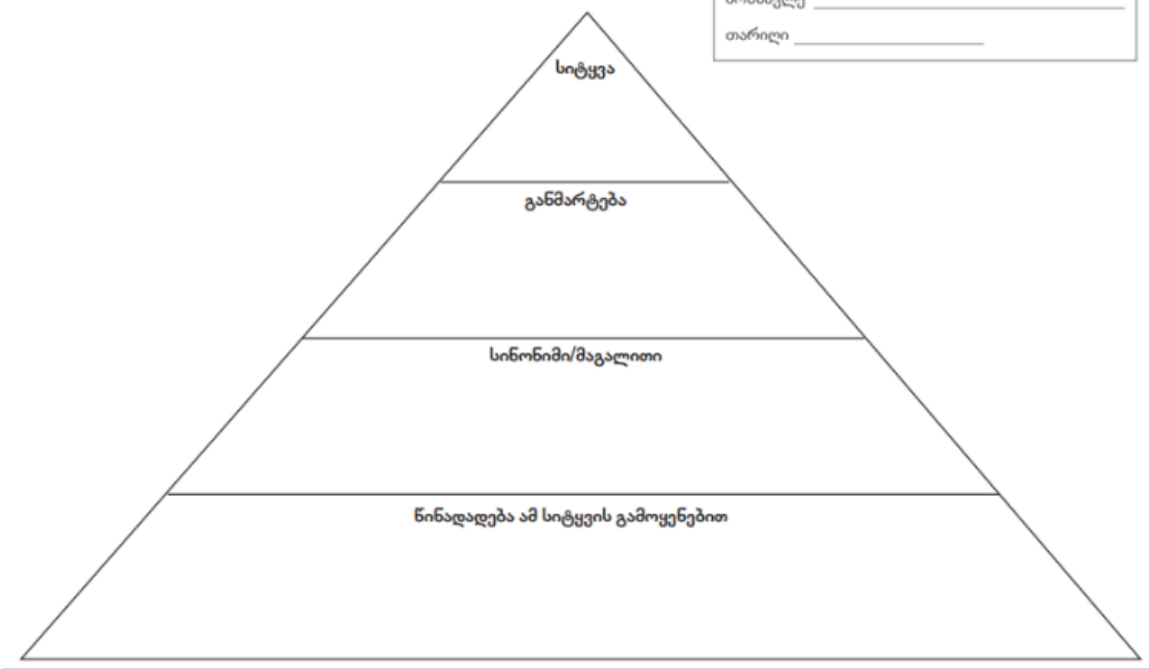 თარიღი
სიტყვა
განმარტება
სინონიმი/მაგალითი
წინადადება ამ სიტყვის გამოყენებით